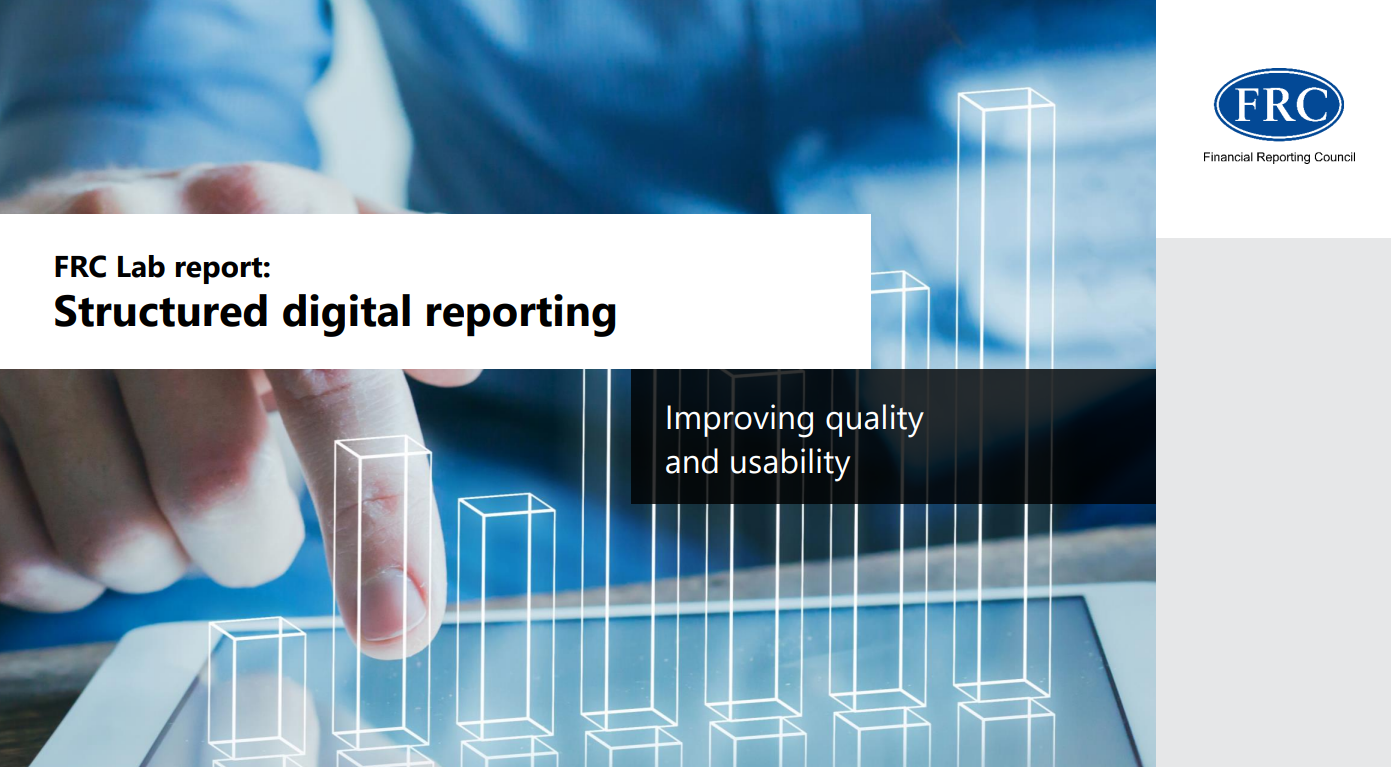 FRC
Financial Reporting Council
FRC Lab report:
Structured digital reporting
Improving quality
and usability